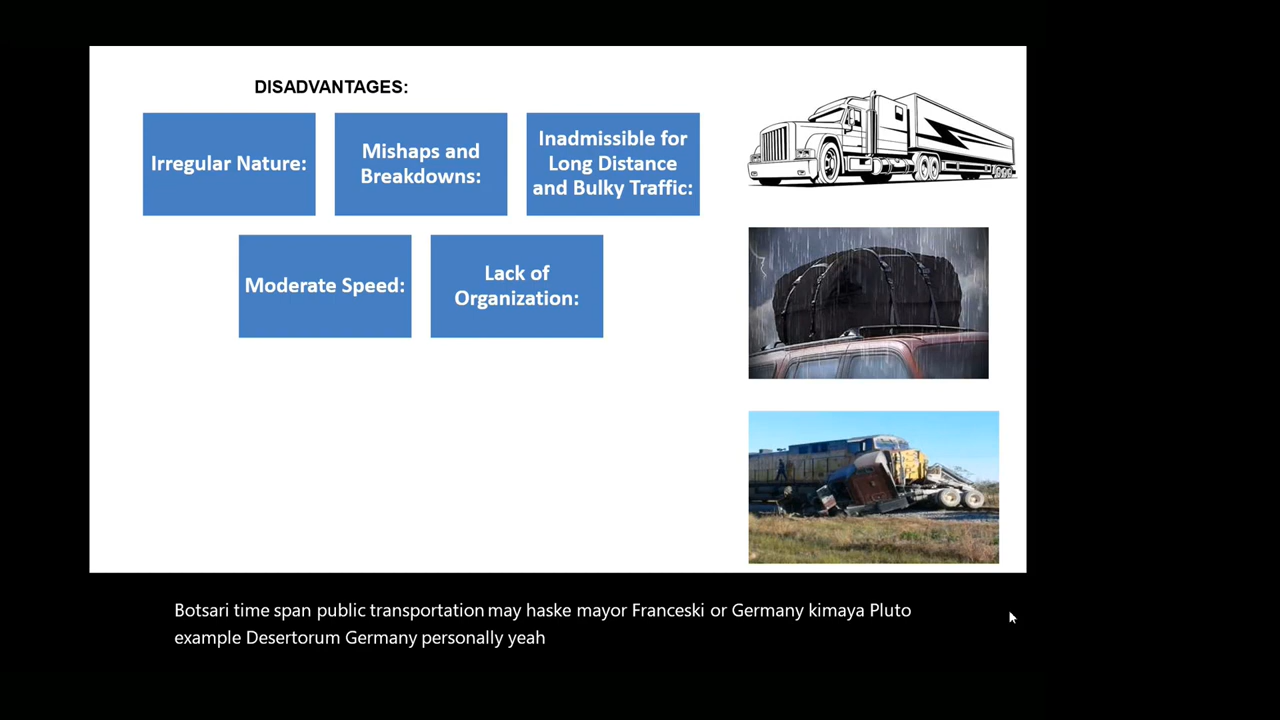 DISADVANTAGES:
Irregular Nature:
Mishaps and
Breakdowns:
Inadmissible for
Long Distance
and Bulky Traffic:
Moderate Speed:
Lack of
Organization:
Botsari time span public transportation may haske mayor Franceski or Germany kimaya Pluto
example Desertorum Germany personally yeah